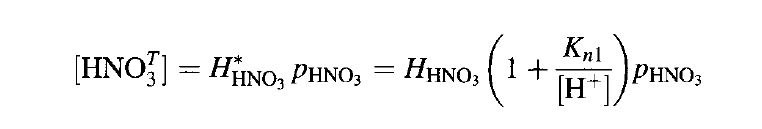 [HNO₃ᵀ] = H*HNO₃ pHNO₃ = HHNO₃ (1 + Kn1/[H⁺]) pHNO₃